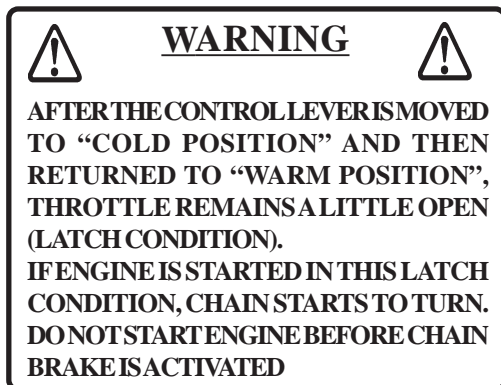 WARNING
AFTER THE CONTROL LEVER IS MOVED
TO “COLD POSITION” AND THEN
RETURNED TO “WARM POSITION”,
THROTTLE REMAINS A LITTLE OPEN
(LATCH CONDITION).
IF ENGINE IS STARTED IN THIS LATCH
CONDITION, CHAIN STARTS TO TURN.
DO NOT START ENGINE BEFORE CHAIN
BRAKE IS ACTIVATED